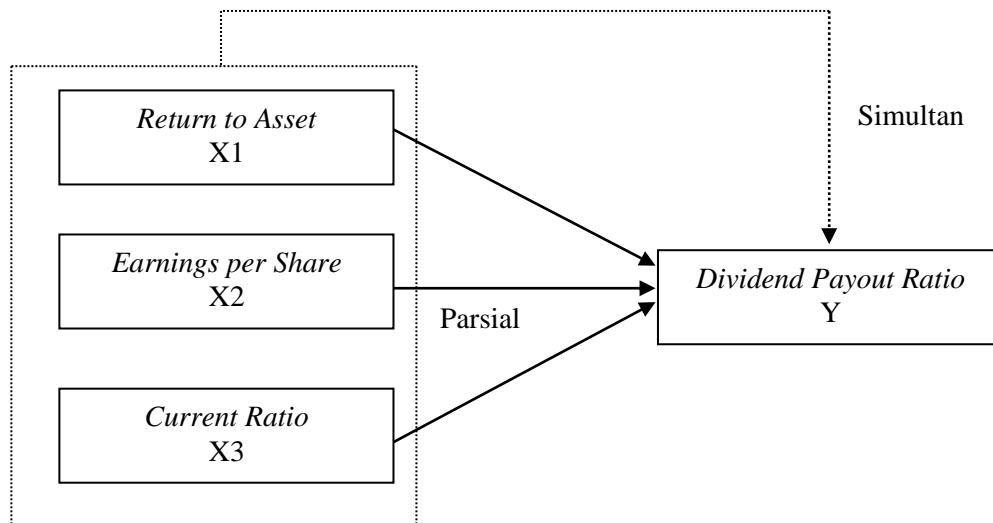 Return to Asset
X1
Simultan
Earnings per Share
X2
Parsial
Dividend Payout Ratio
Y
Current Ratio
X3